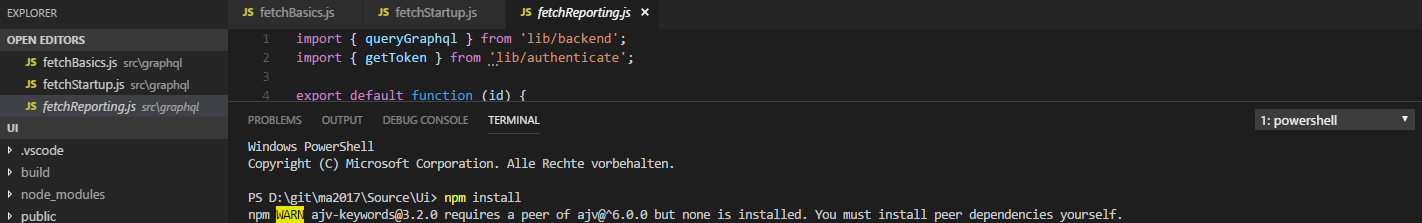 EXPLORER
OPEN EDITORS
JS fetchBasics.js src\graphql
JS fetchStartup.js src\graphql
JS fetchReporting.js src\graphql
UI
.vscode
build
node_modules
public
JS fetchBasics.js JS fetchStartup.js JS fetchReporting.js ×
1 import { queryGraphql } from 'lib/backend';
2 import { getToken } from 'lib/authenticate';
3
4 export default function (id) {
PROBLEMS OUTPUT DEBUG CONSOLE TERMINAL 1: powershell
Windows PowerShell
Copyright (C) Microsoft Corporation. Alle Rechte vorbehalten.
PS D:\git\ma2017\Source\Ui> npm install
npm WARN ajv-keywords@3.2.0 requires a peer of ajv@^6.0.0 but none is installed. You must install peer dependencies yourself.